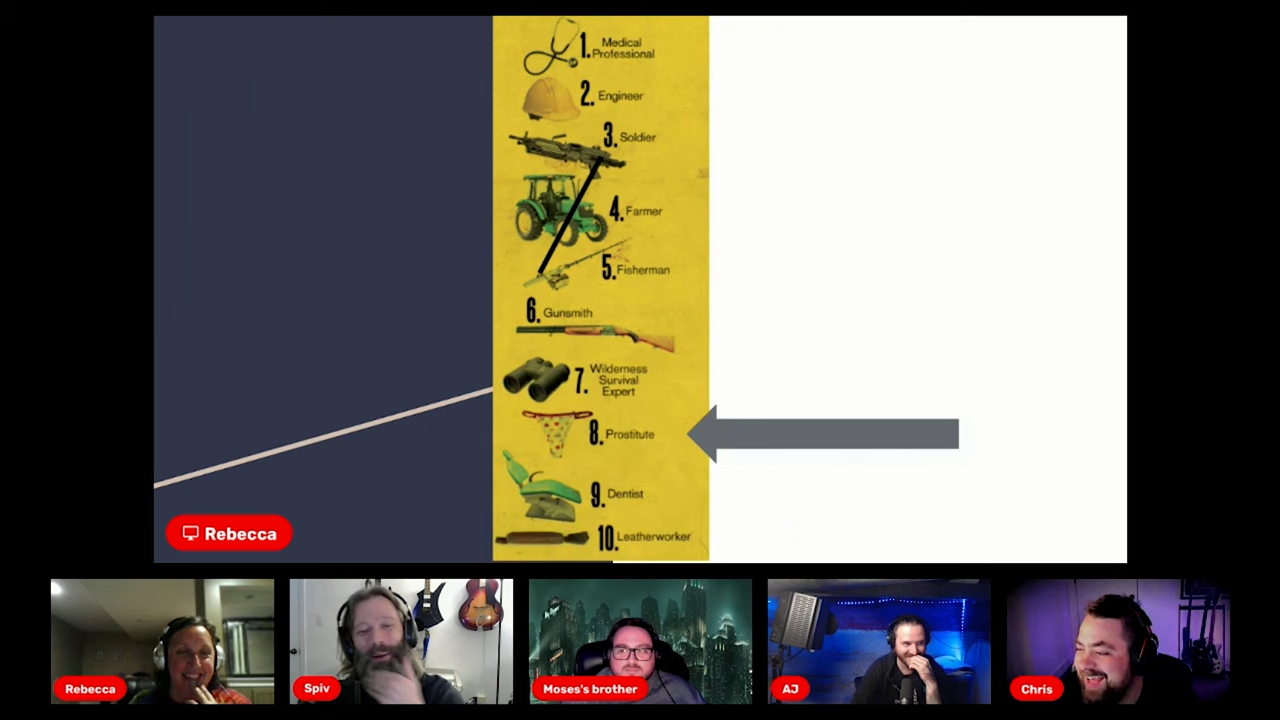 1. Medical
Professional
2. Engineer
3. Soldier
4. Farmer
5. Fisherman
6. Gunsmith
7. Wilderness
Survival
Expert
8. Prostitute
9. Dentist
10. Leatherworker
Rebecca
Rebecca
Spiv
Moses's brother
AJ
Chris